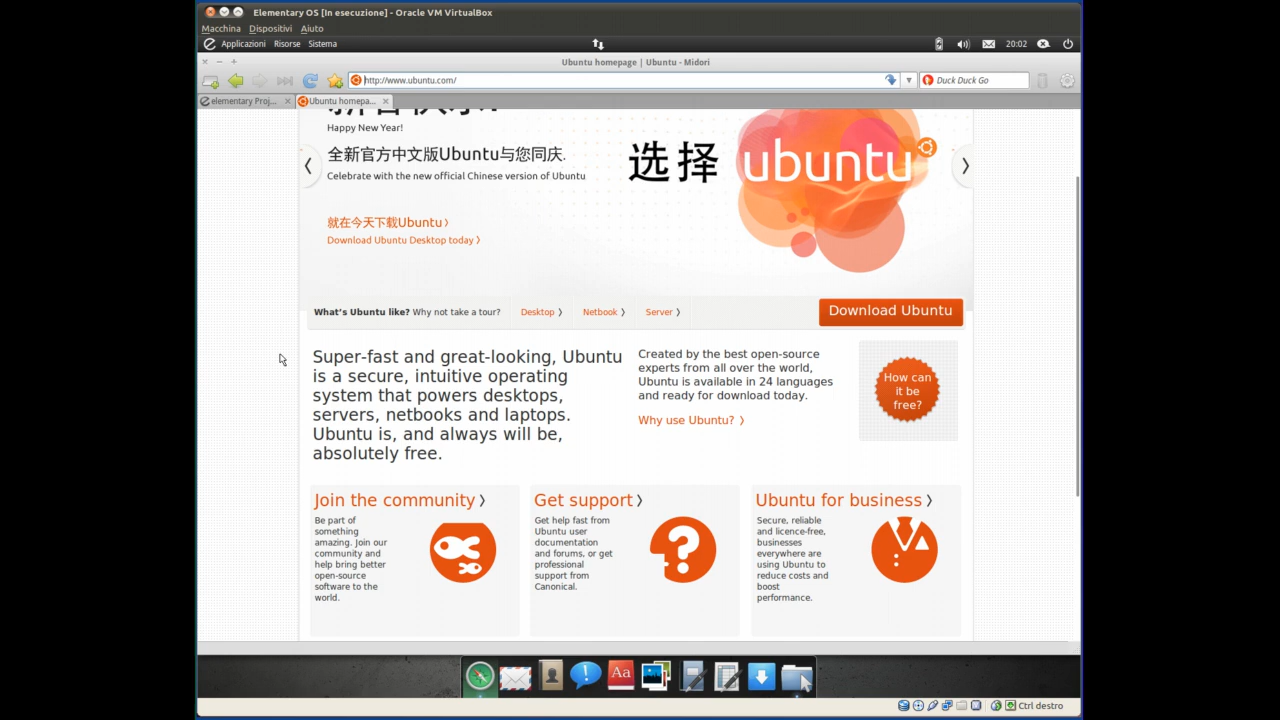 Elementary OS [In esecuzione] - Oracle VM VirtualBox
Macchina Dispositivi Aiuto
Applicazioni Risorse Sistema 20:02
Ubuntu homepage | Ubuntu - Midori
http://www.ubuntu.com/ Duck Duck Go
elementary Proj... Ubuntu homepa...
Happy New Year!
全新官方中文版Ubuntu与您同庆.
Celebrate with the new official Chinese version of Ubuntu
选择 ubuntu
就在今天下载Ubuntu 〉
Download Ubuntu Desktop today 〉
What's Ubuntu like? Why not take a tour? Desktop 〉 Netbook 〉 Server 〉
Download Ubuntu
Super-fast and great-looking, Ubuntu
is a secure, intuitive operating
system that powers desktops,
servers, netbooks and laptops.
Ubuntu is, and always will be,
absolutely free.
Created by the best open-source
experts from all over the world,
Ubuntu is available in 24 languages
and ready for download today.
Why use Ubuntu? 〉
How can
it be
free?
Join the community 〉
Be part of
something
amazing. Join our
community and
help bring better
open-source
software to the
world.
Get support 〉
Get help fast from
Ubuntu user
documentation
and forums, or get
professional
support from
Canonical.
Ubuntu for business 〉
Secure, reliable
and licence-free,
businesses
everywhere are
using Ubuntu to
reduce costs and
boost
performance.
Aa
Ctrl destro